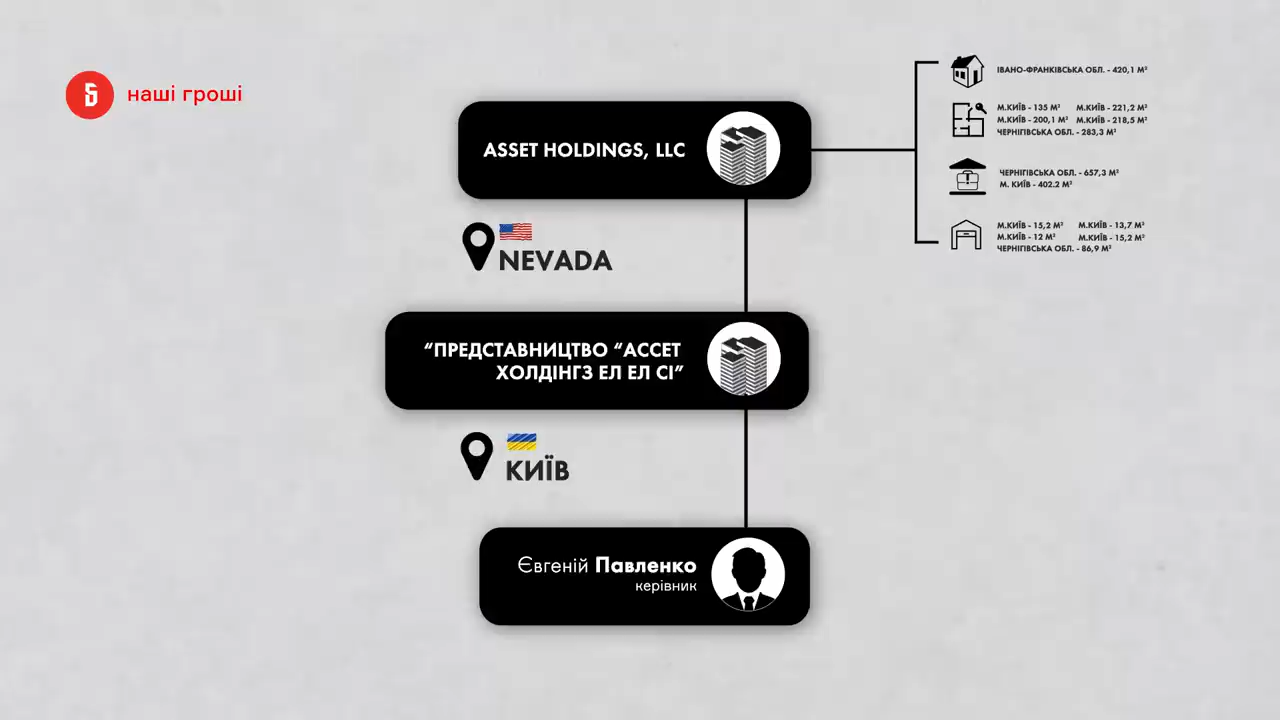 наші гроші
ASSET HOLDINGS, LLC
ІВАНО-ФРАНКІВСЬКА ОБЛ. - 420,1 М²
М.КИЇВ - 135 М² М.КИЇВ - 221,2 М²
М.КИЇВ - 200,1 М² М.КИЇВ - 218,5 М²
ЧЕРНІГІВСЬКА ОБЛ. - 283,3 М²
ЧЕРНІГІВСЬКА ОБЛ. - 657,3 М²
М. КИЇВ - 402.2 М²
М.КИЇВ - 15,2 М² М.КИЇВ - 13,7 М²
М.КИЇВ - 12 М² М.КИЇВ - 15,2 М²
ЧЕРНІГІВСЬКА ОБЛ. - 86,9 М²
NEVADA
“ПРЕДСТАВНИЦТВО “АССЕТ
ХОЛДІНГЗ ЕЛ ЕЛ СІ”
КИЇВ
Євгеній Павленко
керівник